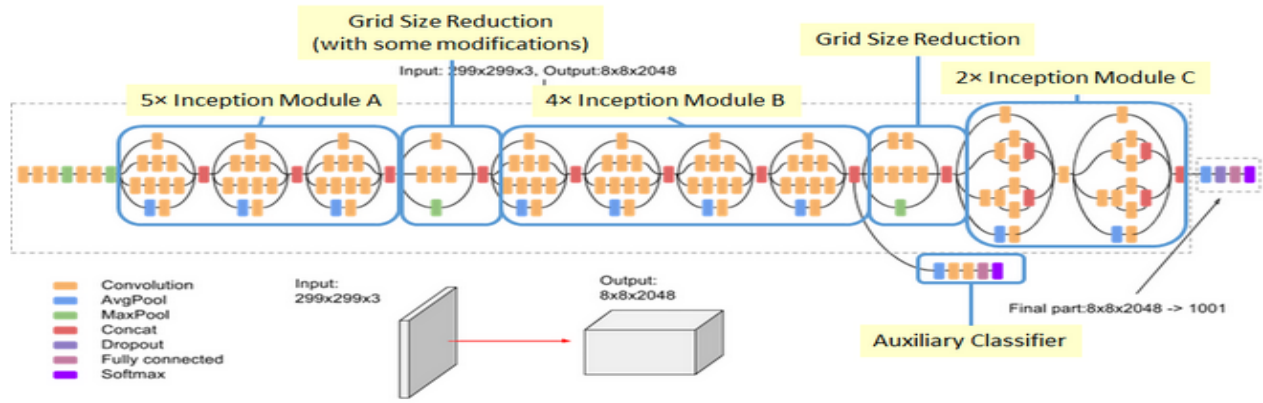 Grid Size Reduction
(with some modifications)
Grid Size Reduction
Input: 299x299x3, Output:8x8x2048
5× Inception Module A
4× Inception Module B
2× Inception Module C
Convolution
AvgPool
MaxPool
Concat
Dropout
Fully connected
Softmax
Input:
299x299x3
Output:
8x8x2048
Final part:8x8x2048 -> 1001
Auxiliary Classifier